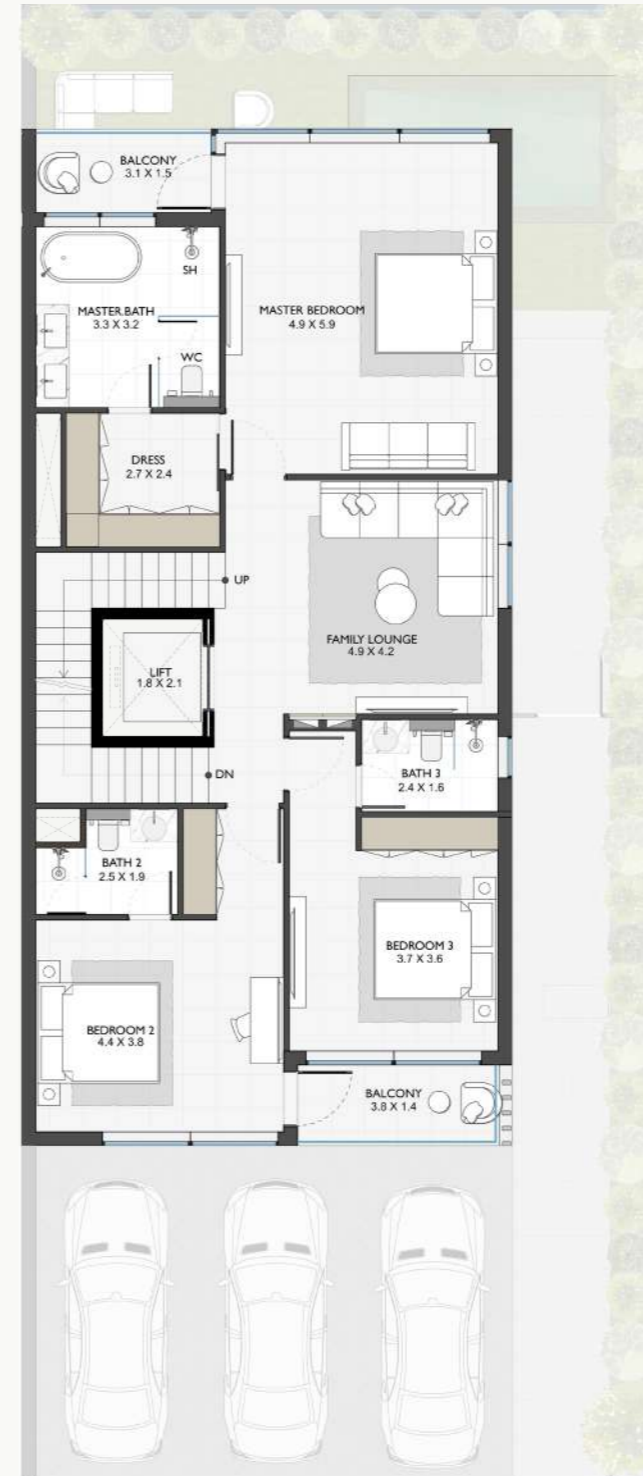 BALCONY
3.1 X 1.5
SH
MASTER.BATH
3.3 X 3.2
MASTER BEDROOM
4.9 X 5.9
WC
DRESS
2.7 X 2.4
UP
FAMILY LOUNGE
4.9 X 4.2
LIFT
1.8 X 2.1
DN
BATH 3
2.4 X 1.6
BATH 2
2.5 X 1.9
BEDROOM 3
3.7 X 3.6
BEDROOM 2
4.4 X 3.8
BALCONY
3.8 X 1.4